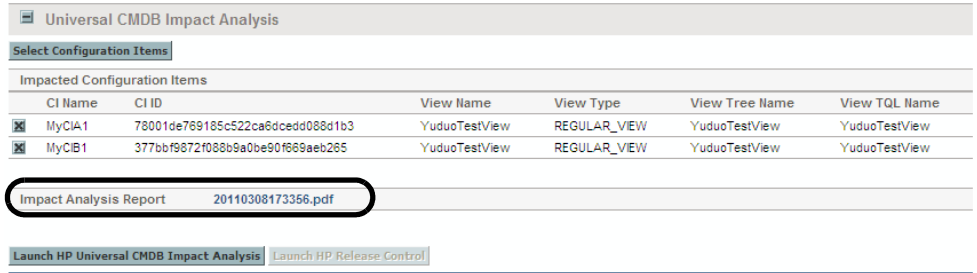 Universal CMDB Impact Analysis
Select Configuration Items
Impacted Configuration Items
CI Name CI ID View Name View Type View Tree Name View TQL Name
MyCIA1 78001de769185c522ca6dcedd088d1b3 YuduoTestView REGULAR_VIEW YuduoTestView YuduoTestView
MyCIB1 377bbf9872f088b9a0be90f669aeb265 YuduoTestView REGULAR_VIEW YuduoTestView YuduoTestView
Impact Analysis Report 20110308173356.pdf
Launch HP Universal CMDB Impact Analysis Launch HP Release Control